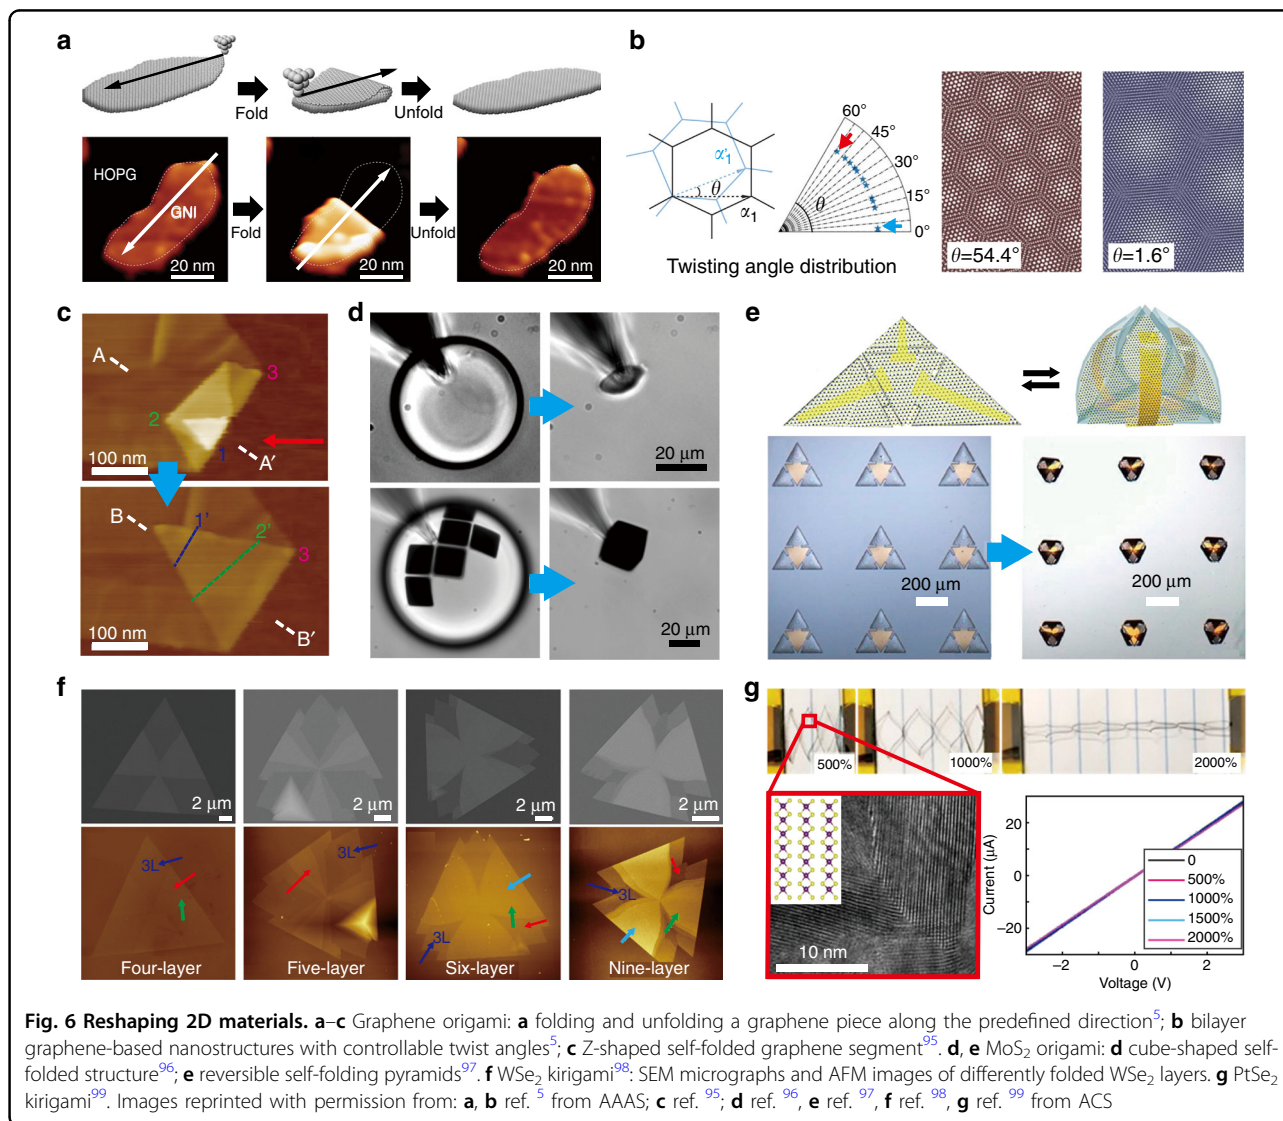 a
Fold
Unfold
HOPG
GNI
Fold
Unfold
20 nm
20 nm
20 nm
b
α′1
θ
α1
60°
45°
30°
15°
0°
θ
Twisting angle distribution
θ=54.4°
θ=1.6°
c
A
3
2
1
A′
100 nm
B
1′
2′
3
B′
100 nm
d
20 µm
20 µm
e
200 µm
200 µm
f
2 µm
2 µm
2 µm
2 µm
3L
3L
3L
3L
Four-layer
Five-layer
Six-layer
Nine-layer
g
500%
1000%
2000%
10 nm
Current (µA)
20
0
−20
0
500%
1000%
1500%
2000%
−2
0
2
Voltage (V)
Fig. 6 Reshaping 2D materials. a–c Graphene origami: a folding and unfolding a graphene piece along the predefined direction5; b bilayer
graphene-based nanostructures with controllable twist angles5; c Z-shaped self-folded graphene segment95. d, e MoS2 origami: d cube-shaped self-
folded structure96; e reversible self-folding pyramids97. f WSe2 kirigami98: SEM micrographs and AFM images of differently folded WSe2 layers. g PtSe2
kirigami99. Images reprinted with permission from: a, b ref. 5 from AAAS; c ref. 95; d ref. 96, e ref. 97, f ref. 98, g ref. 99 from ACS